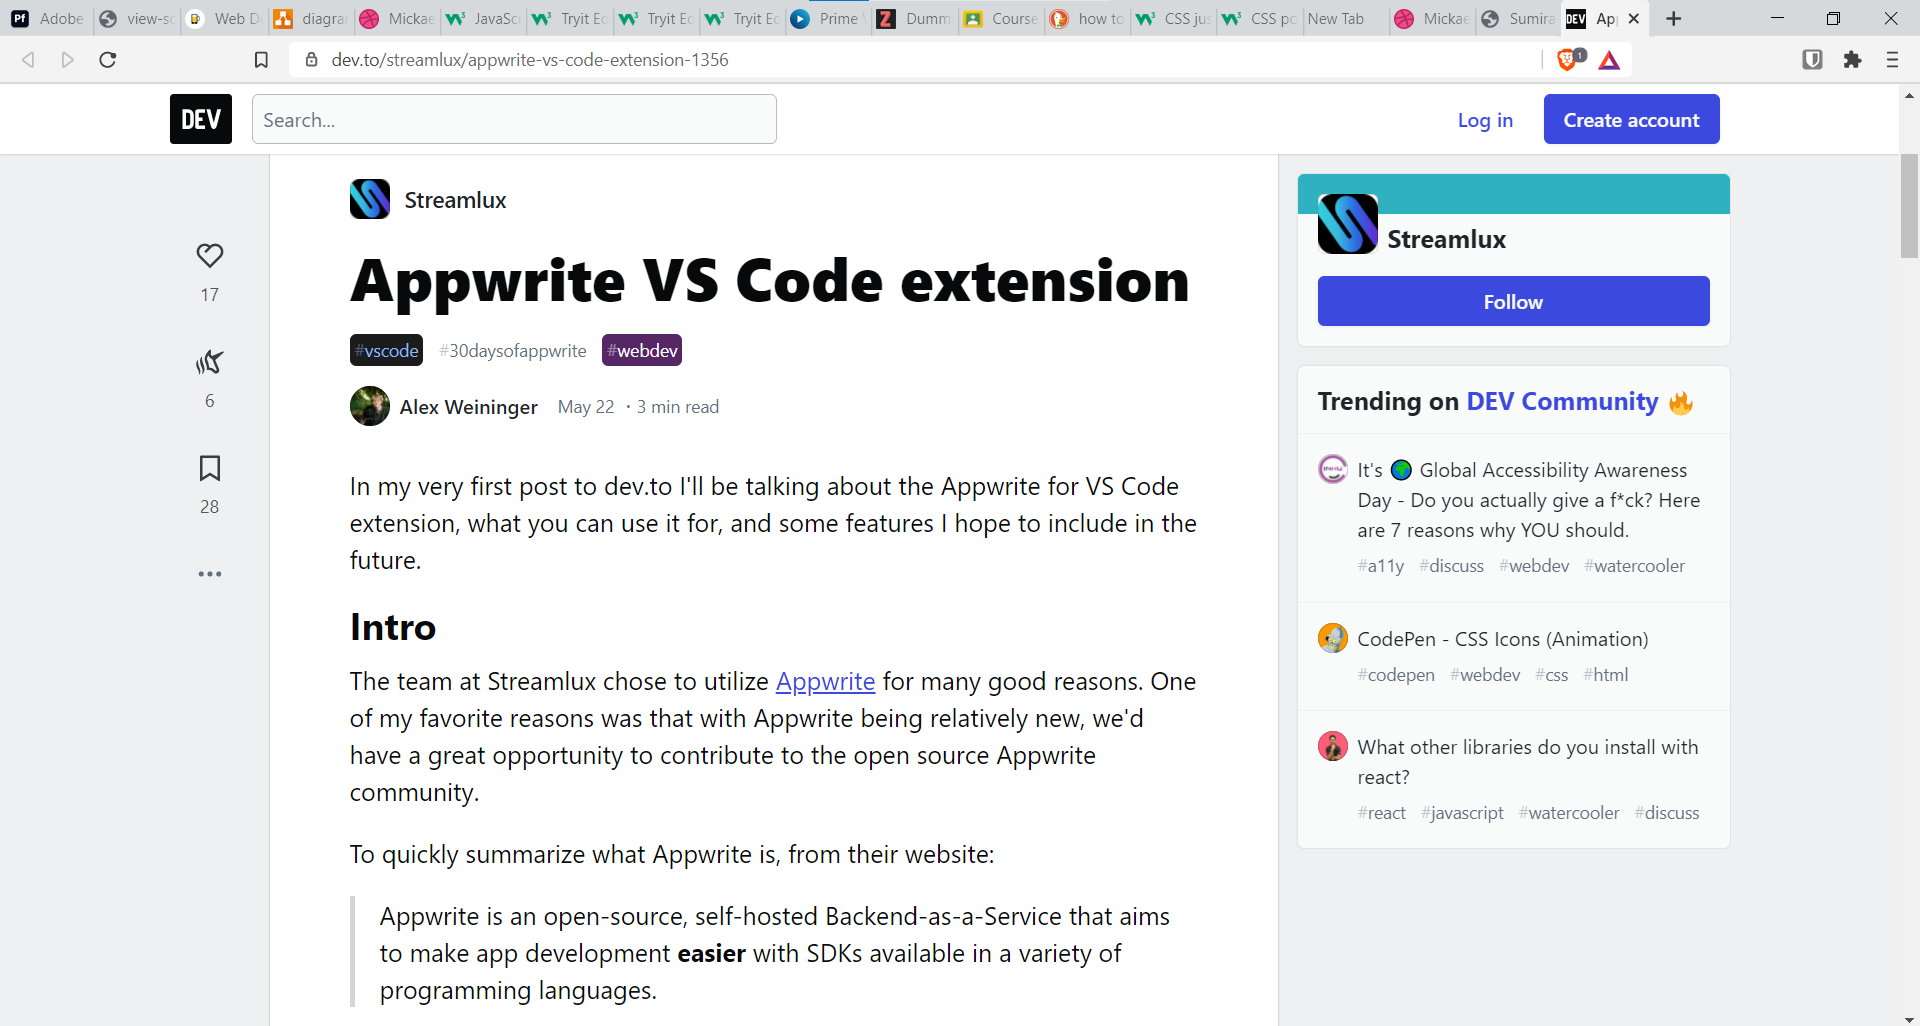 Adobe
view-sc
Web D
diagrar
Mickae
JavaScr
Tryit Ed
Tryit Ed
Tryit Ed
Prime
Dumm
Course
how to
CSS jus
CSS po
New Tab
Mickae
Sumira
DEV
Ap
dev.to/streamlux/appwrite-vs-code-extension-1356
1
DEV
Search...
Log in
Create account
Streamlux
Appwrite VS Code extension
#vscode #30daysofappwrite #webdev
Alex Weininger May 22 · 3 min read
17
6
28
In my very first post to dev.to I'll be talking about the Appwrite for VS Code
extension, what you can use it for, and some features I hope to include in the
future.
Intro
The team at Streamlux chose to utilize Appwrite for many good reasons. One
of my favorite reasons was that with Appwrite being relatively new, we'd
have a great opportunity to contribute to the open source Appwrite
community.
To quickly summarize what Appwrite is, from their website:
Appwrite is an open-source, self-hosted Backend-as-a-Service that aims
to make app development easier with SDKs available in a variety of
programming languages.
Streamlux
Follow
Trending on DEV Community 🔥
It's 🌍 Global Accessibility Awareness
Day - Do you actually give a f*ck? Here
are 7 reasons why YOU should.
#a11y #discuss #webdev #watercooler
CodePen - CSS Icons (Animation)
#codepen #webdev #css #html
What other libraries do you install with
react?
#react #javascript #watercooler #discuss